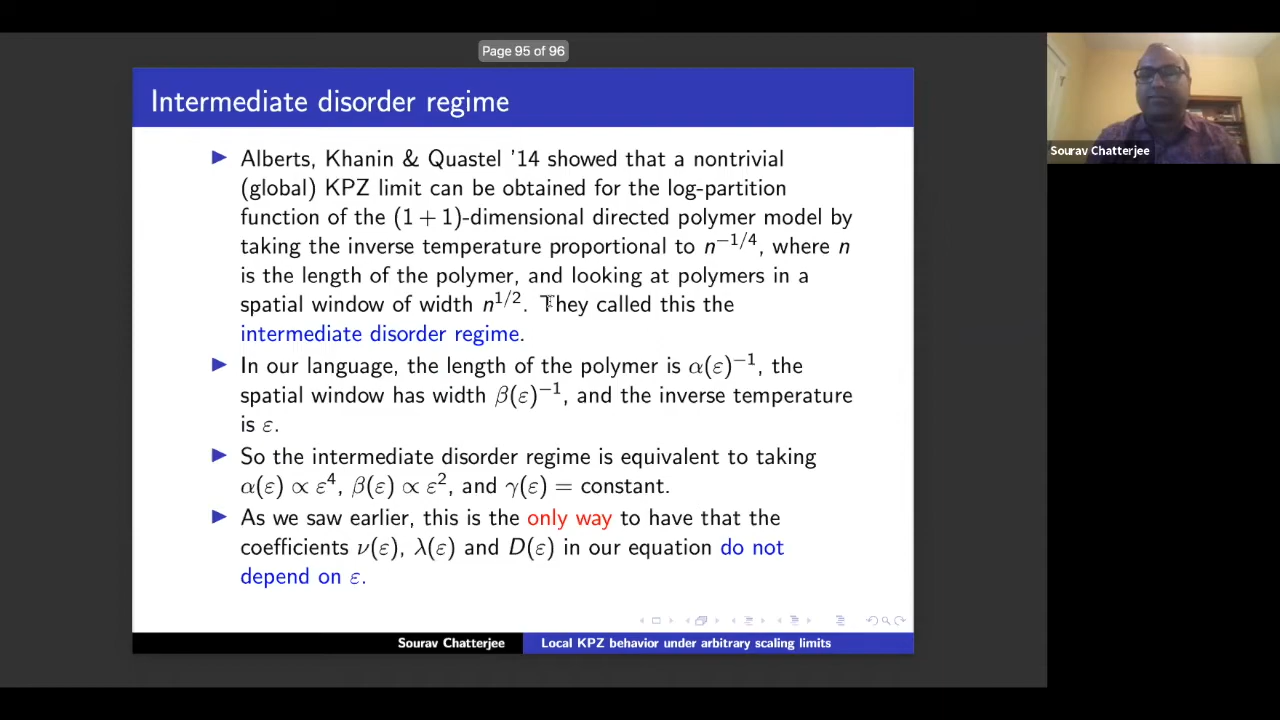 Page 95 of 96
Intermediate disorder regime
Alberts, Khanin & Quastel '14 showed that a nontrivial
(global) KPZ limit can be obtained for the log-partition
function of the (1 + 1)-dimensional directed polymer model by
taking the inverse temperature proportional to n^{-1/4}, where n
is the length of the polymer, and looking at polymers in a
spatial window of width n^{1/2}. They called this the
intermediate disorder regime.
In our language, the length of the polymer is α(ε)^{-1}, the
spatial window has width β(ε)^{-1}, and the inverse temperature
is ε.
So the intermediate disorder regime is equivalent to taking
α(ε) ∝ ε^4, β(ε) ∝ ε^2, and γ(ε) = constant.
As we saw earlier, this is the only way to have that the
coefficients ν(ε), λ(ε) and D(ε) in our equation do not
depend on ε.
Sourav Chatterjee
Local KPZ behavior under arbitrary scaling limits
Sourav Chatterjee